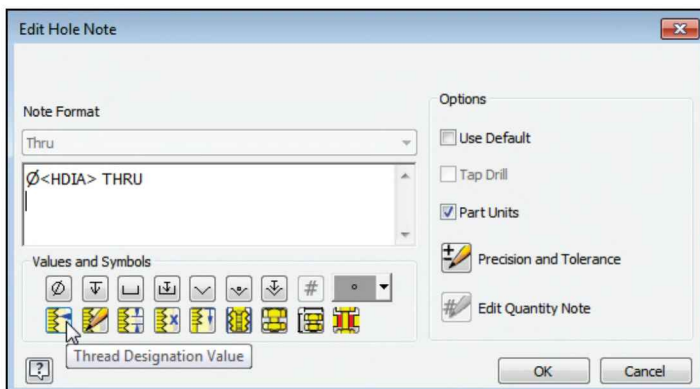 Edit Hole Note
Note Format
Thru
Ø<HDIA> THRU
Values and Symbols
Thread Designation Value
Options
Use Default
Tap Drill
Part Units
Precision and Tolerance
Edit Quantity Note
OK
Cancel